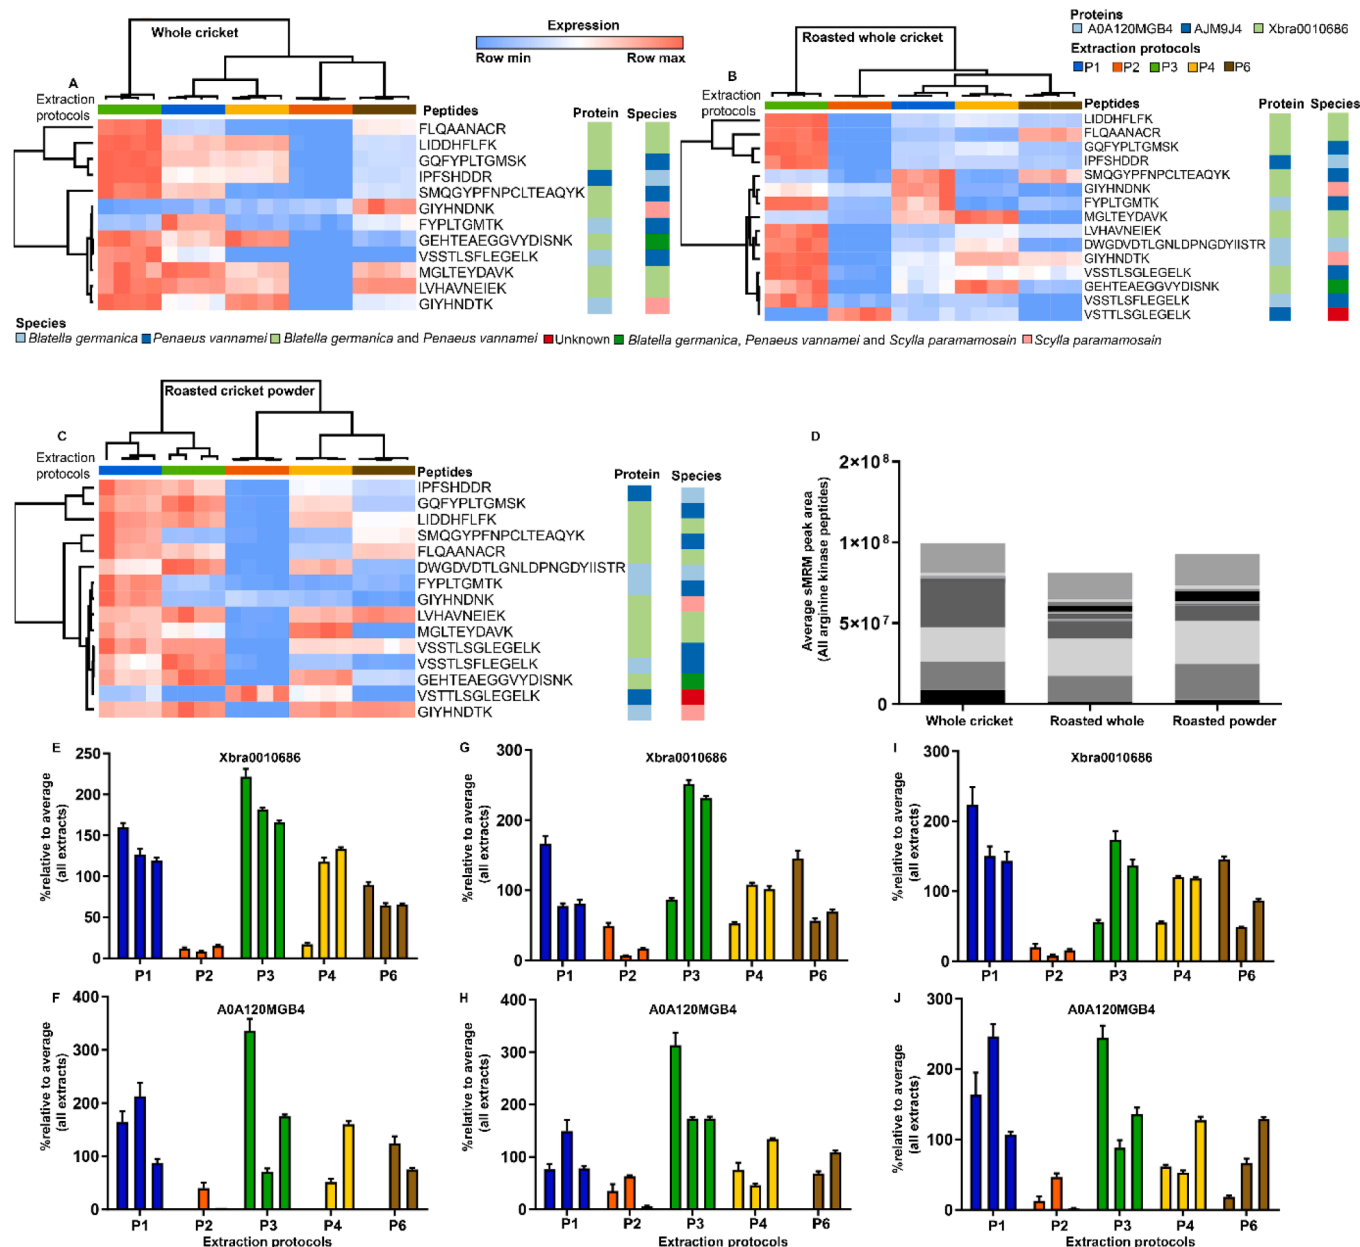 Whole cricket
Expression
Row min Row max
Roasted whole cricket
Proteins
A0A120MGB4 AJM9J4 Xbra0010686
Extraction protocols
P1 P2 P3 P4 P6
A
Extraction
protocols
Peptides
Protein Species
FLQAANACR
LIDDHFLFK
GQFYPLTGMSK
IPFSHDDR
SMQGYPFNPCLTEAQYK
GIYHNDNK
FYPLTGMTK
GEHTEAEGGVYDISNK
VSSTLSFLEGELK
MGLTEYDAVK
LVHAVNEIEK
GIYHNDTK
B
Extraction
protocols
Peptides
Protein Species
LIDDHFLFK
FLQAANACR
GQFYPLTGMSK
IPFSHDDR
SMQGYPFNPCLTEAQYK
GIYHNDNK
FYPLTGMTK
MGLTEYDAVK
LVHAVNEIEK
DWGDVDTLGNLDPNGDYIISTR
GIYHNDTK
VSSTLSGLEGELK
GEHTEAEGGVYDISNK
VSSTLSFLEGELK
VSTTLSGLEGELK
Species
Blatella germanica Penaeus vannamei Blatella germanica and Penaeus vannamei Unknown Blatella germanica, Penaeus vannamei and Scylla paramamosain Scylla paramamosain
Roasted cricket powder
C
Extraction
protocols
Peptides
Protein Species
IPFSHDDR
GQFYPLTGMSK
LIDDHFLFK
SMQGYPFNPCLTEAQYK
FLQAANACR
DWGDVDTLGNLDPNGDYIISTR
FYPLTGMTK
GIYHNDNK
LVHAVNEIEK
MGLTEYDAVK
VSSTLSGLEGELK
VSSTLSFLEGELK
GEHTEAEGGVYDISNK
VSTTLSGLEGELK
GIYHNDTK
D
Average sMRM peak area
(All arginine kinase peptides)
2×10⁸
1×10⁸
5×10⁷
0
Whole cricket Roasted whole Roasted powder
E
Xbra0010686
%relative to average
(all extracts)
250
200
150
100
50
0
P1 P2 P3 P4 P6
G
Xbra0010686
%relative to average
(all extracts)
300
200
100
0
P1 P2 P3 P4 P6
I
Xbra0010686
%relative to average
(all extracts)
300
200
100
0
P1 P2 P3 P4 P6
F
A0A120MGB4
%relative to average
(all extracts)
400
300
200
100
0
P1 P2 P3 P4 P6
Extraction protocols
H
A0A120MGB4
%relative to average
(all extracts)
400
300
200
100
0
P1 P2 P3 P4 P6
Extraction protocols
J
A0A120MGB4
%relative to average
(all extracts)
300
200
100
0
P1 P2 P3 P4 P6
Extraction protocols